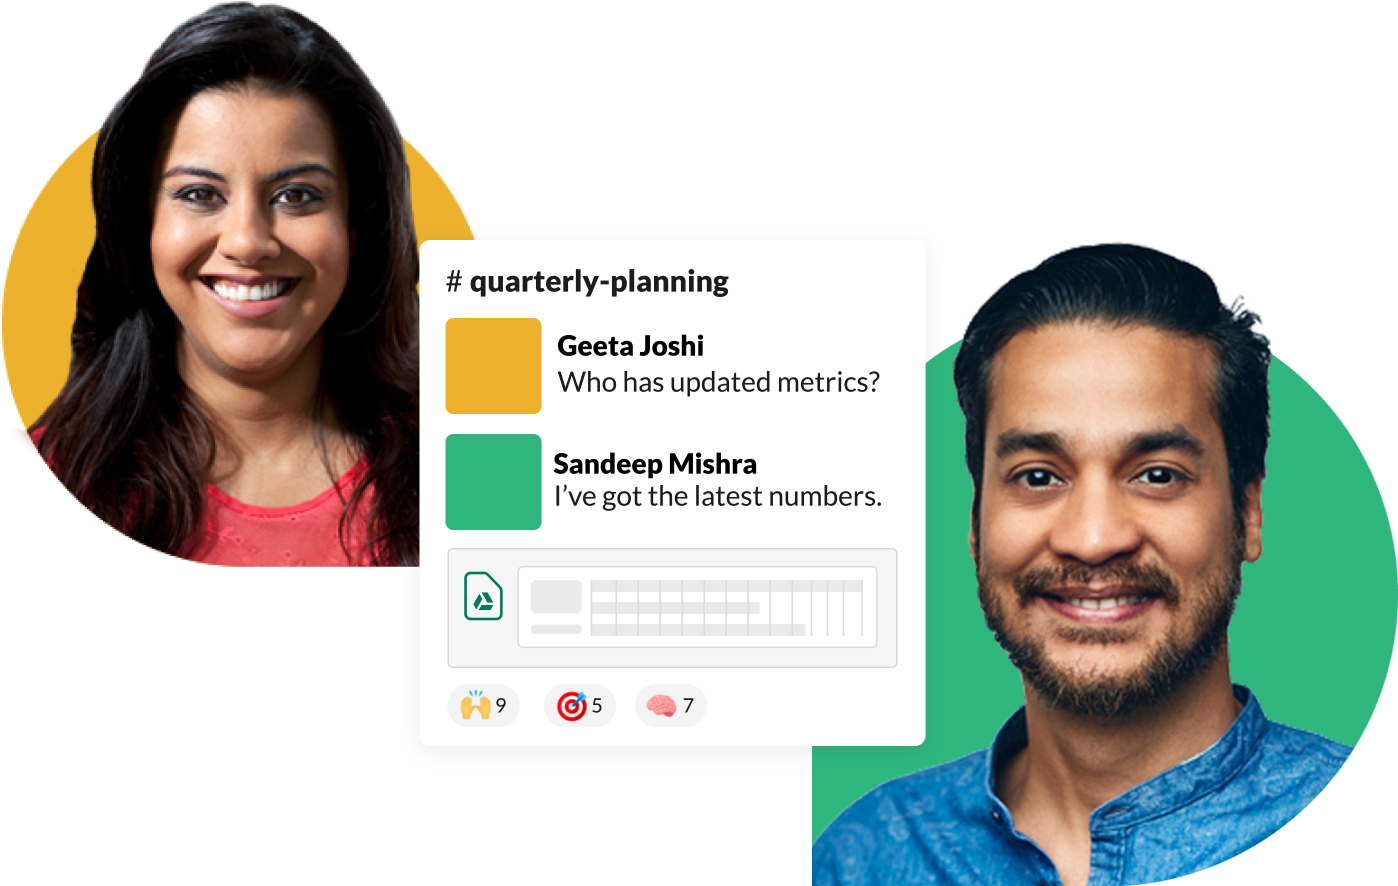 # quarterly-planning
Geeta Joshi
Who has updated metrics?
Sandeep Mishra
I’ve got the latest numbers.
9 5 7